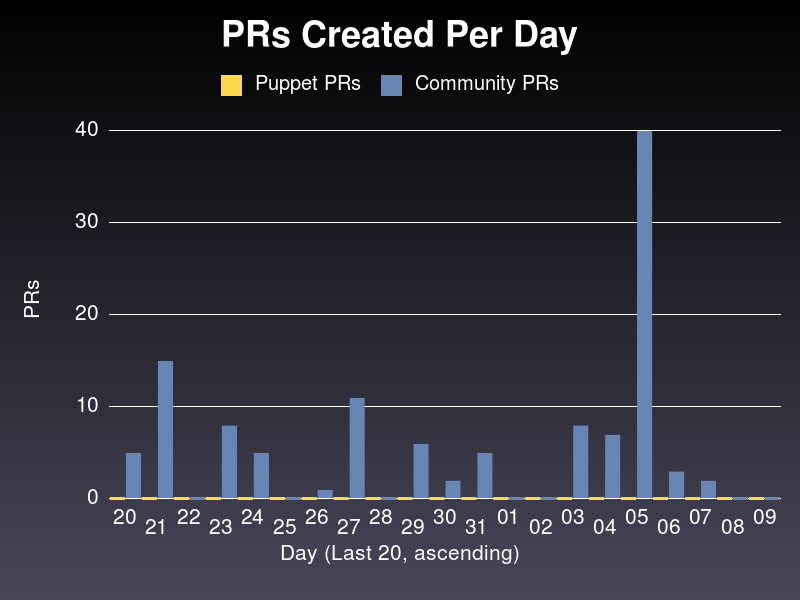 PRs Created Per Day
Puppet PRs Community PRs
40
30
20
10
0
PRs
20 21 22 23 24 25 26 27 28 29 30 31 01 02 03 04 05 06 07 08 09
Day (Last 20, ascending)